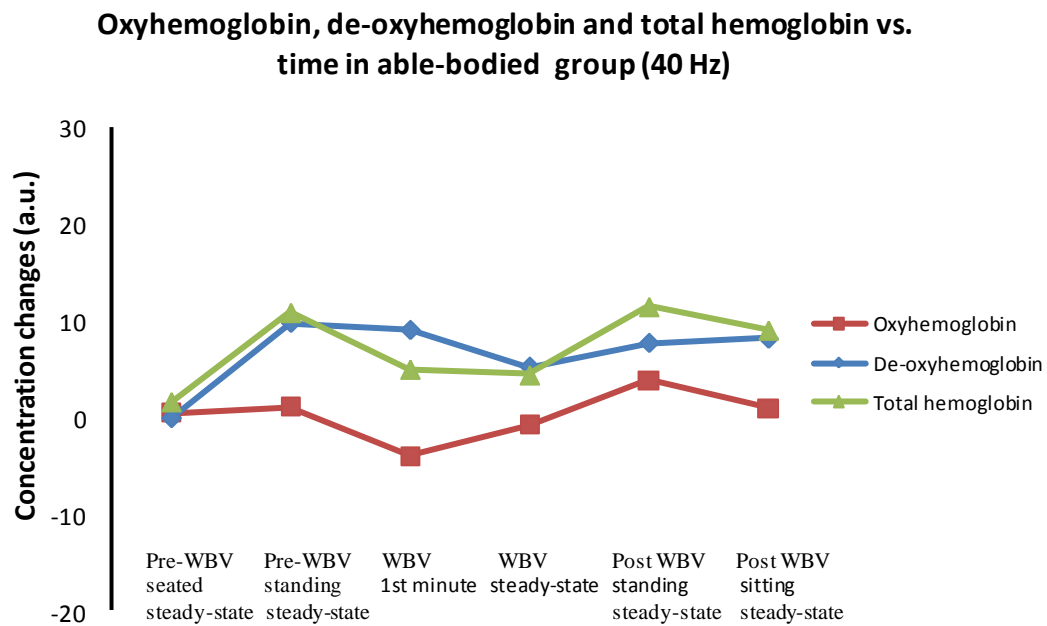 Oxyhemoglobin, de-oxyhemoglobin and total hemoglobin vs.
time in able-bodied group (40 Hz)
Concentration changes (a.u.)
30
20
10
0
-10
-20
Pre-WBV
seated
steady-state
Pre-WBV
standing
steady-state
WBV
1st minute
WBV
steady-state
Post WBV
standing
steady-state
Post WBV
sitting
steady-state
Oxyhemoglobin
De-oxyhemoglobin
Total hemoglobin